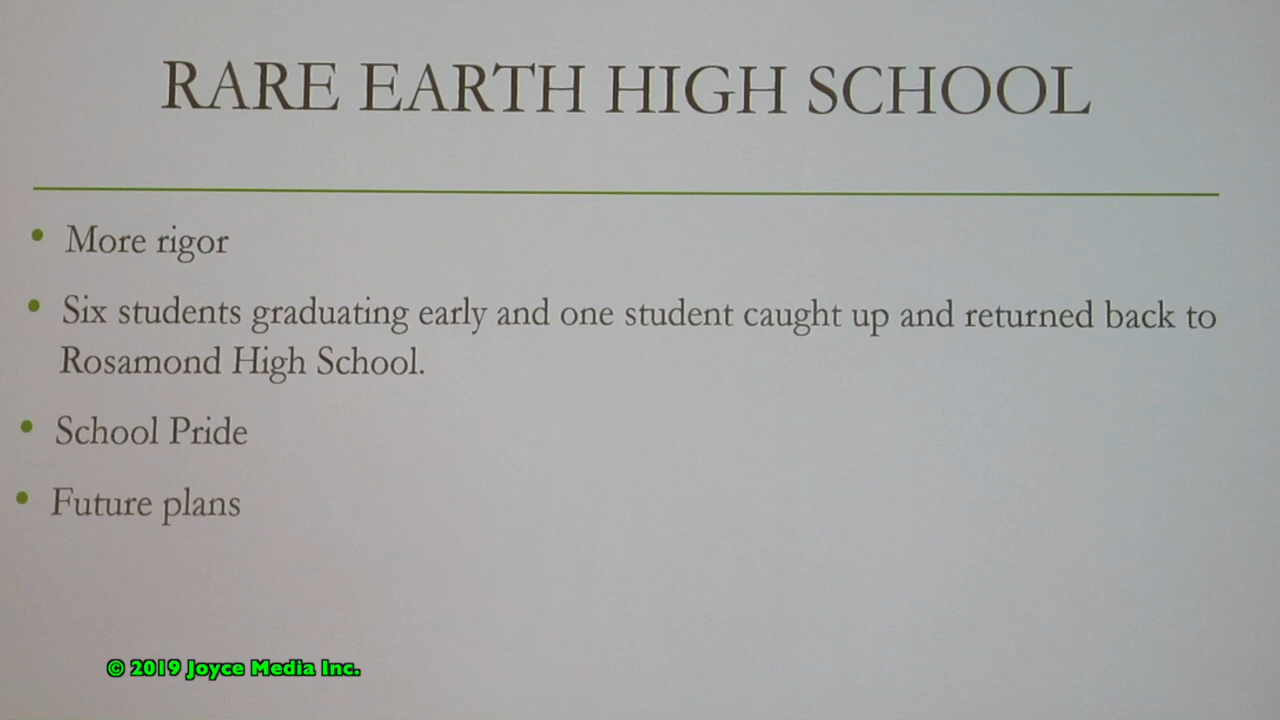 RARE EARTH HIGH SCHOOL
• More rigor
• Six students graduating early and one student caught up and returned back to
Rosamond High School.
• School Pride
• Future plans
© 2019 Joyce Media Inc.